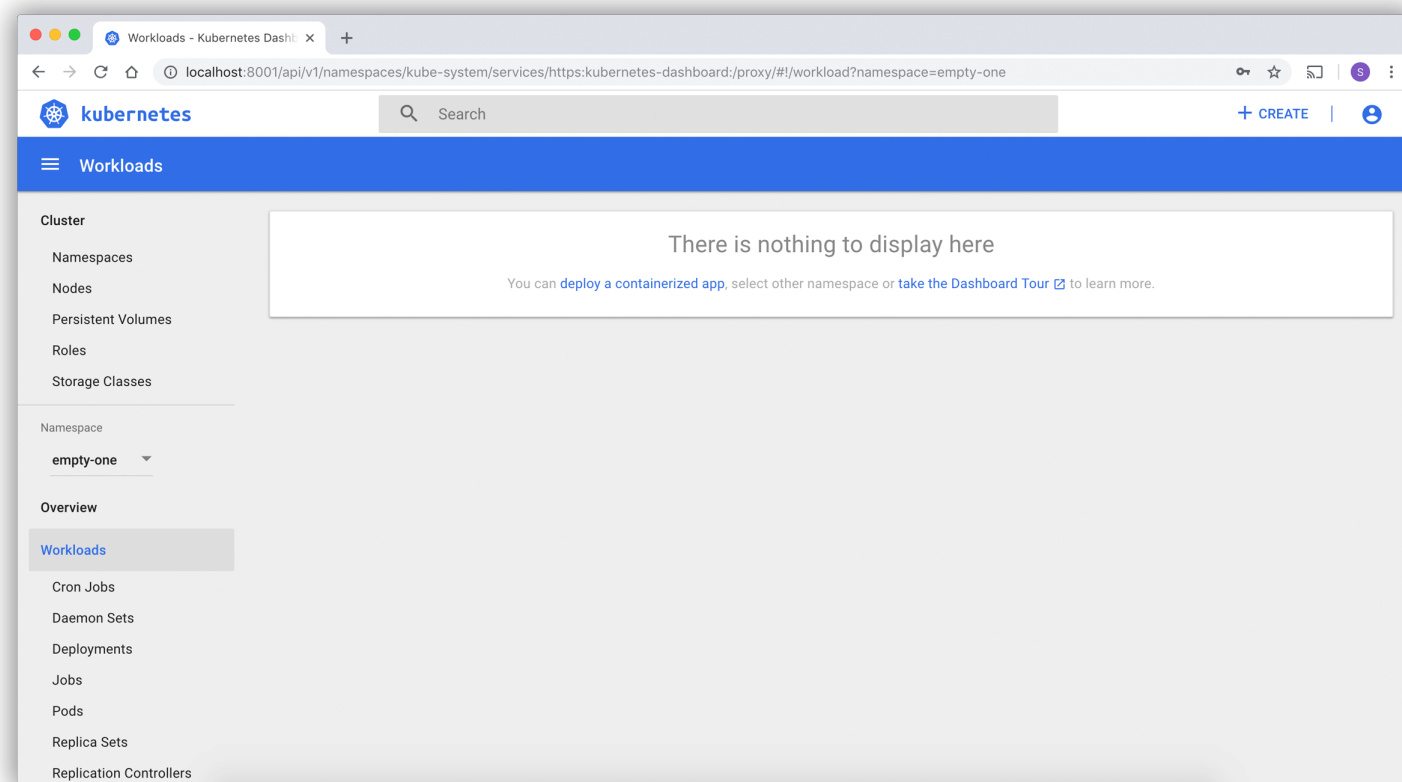 Workloads - Kubernetes Dashb
localhost:8001/api/v1/namespaces/kube-system/services/https:kubernetes-dashboard:/proxy/#!/workload?namespace=empty-one
S
kubernetes
Search
+ CREATE
Workloads
Cluster
Namespaces
Nodes
Persistent Volumes
Roles
Storage Classes
Namespace
empty-one
Overview
Workloads
Cron Jobs
Daemon Sets
Deployments
Jobs
Pods
Replica Sets
Replication Controllers
There is nothing to display here
You can deploy a containerized app, select other namespace or take the Dashboard Tour to learn more.